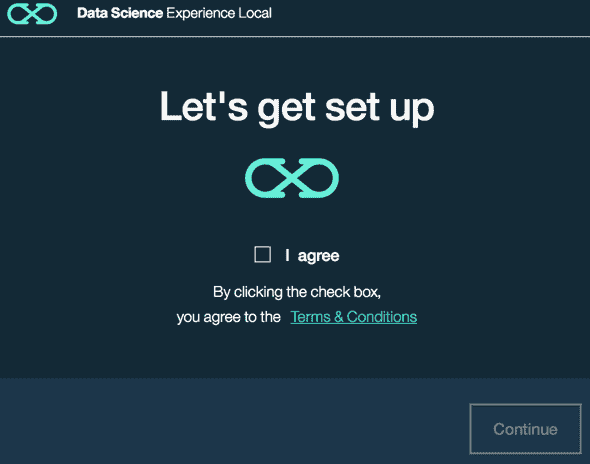 Data Science Experience Local
Let's get set up
I agree
By clicking the check box,
you agree to the Terms & Conditions
Continue